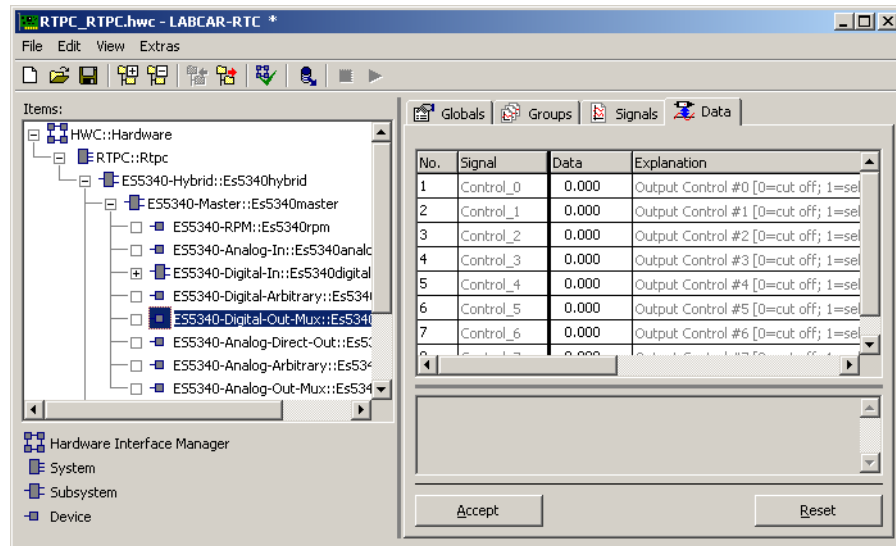 RTPC_RTPC.hwc - LABCAR-RTC *
File Edit View Extras
Items:
HWC::Hardware
RTPC::Rtpc
ES5340-Hybrid::Es5340hybrid
ES5340-Master::Es5340master
ES5340-RPM::Es5340rpm
ES5340-Analog-In::Es5340analc
ES5340-Digital-In::Es5340digital
ES5340-Digital-Arbitrary::Es534
ES5340-Digital-Out-Mux::Es534
ES5340-Analog-Direct-Out::Es5
ES5340-Analog-Arbitrary::Es534
ES5340-Analog-Out-Mux::Es534
Hardware Interface Manager
System
Subsystem
Device
Globals Groups Signals Data
No. Signal Data Explanation
1 Control_0 0.000 Output Control #0 [0=cut off; 1=sel
2 Control_1 0.000 Output Control #1 [0=cut off; 1=sel
3 Control_2 0.000 Output Control #2 [0=cut off; 1=sel
4 Control_3 0.000 Output Control #3 [0=cut off; 1=sel
5 Control_4 0.000 Output Control #4 [0=cut off; 1=sel
6 Control_5 0.000 Output Control #5 [0=cut off; 1=sel
7 Control_6 0.000 Output Control #6 [0=cut off; 1=sel
Accept Reset